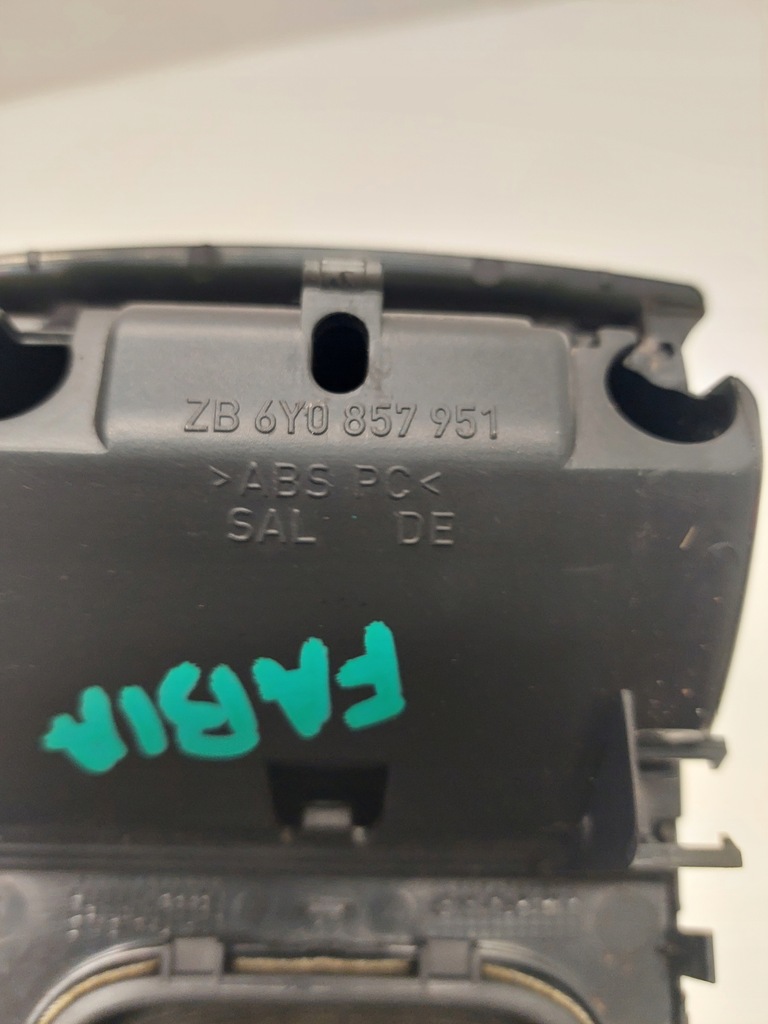 ZB 6Y0 857 951
>ABS PC<
SAL DE
FABIA